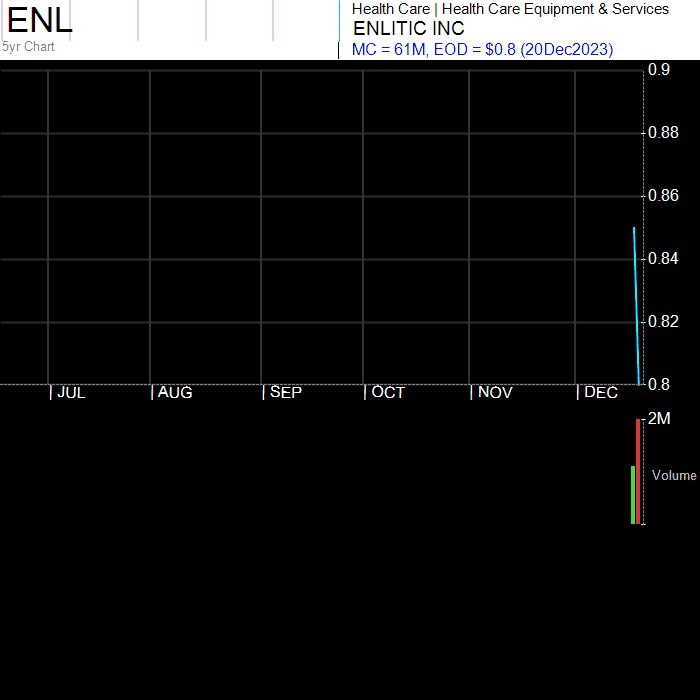 ENL
5yr Chart
Health Care | Health Care Equipment & Services
ENLITIC INC
MC = 61M, EOD = $0.8 (20Dec2023)
0.9
0.88
0.86
0.84
0.82
0.8
| JUL | AUG | SEP | OCT | NOV | DEC
2M
Volume